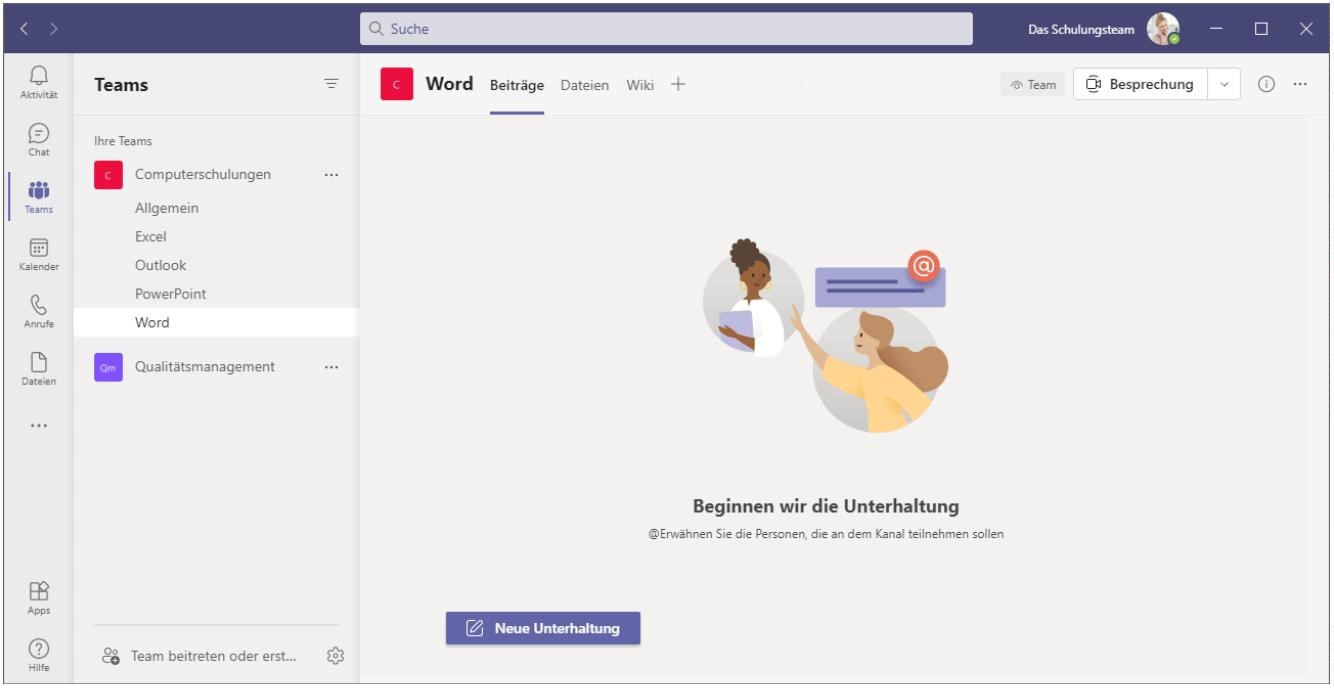 Suche
Das Schulungsteam
Aktivität
Chat
Teams
Kalender
Anrufe
Dateien
Apps
Hilfe
Teams
Ihre Teams
C Computerschulungen
Allgemein
Excel
Outlook
PowerPoint
Word
Qm Qualitätsmanagement
Team beitreten oder erst...
C Word Beiträge Dateien Wiki
Team Besprechung
@
Beginnen wir die Unterhaltung
@Erwähnen Sie die Personen, die an dem Kanal teilnehmen sollen
Neue Unterhaltung